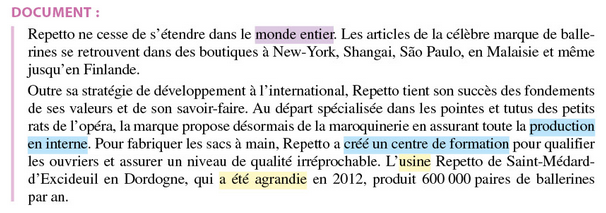 DOCUMENT :
Repetto ne cesse de s’étendre dans le monde entier. Les articles de la célèbre marque de balle-
rines se retrouvent dans des boutiques à New-York, Shangai, São Paulo, en Malaisie et même
jusqu’en Finlande.
Outre sa stratégie de développement à l’international, Repetto tient son succès des fondements
de ses valeurs et de son savoir-faire. Au départ spécialisée dans les pointes et tutus des petits
rats de l’opéra, la marque propose désormais de la maroquinerie en assurant toute la production
en interne. Pour fabriquer les sacs à main, Repetto a créé un centre de formation pour qualifier
les ouvriers et assurer un niveau de qualité irréprochable. L’usine Repetto de Saint-Médard-
d’Excideuil en Dordogne, qui a été agrandie en 2012, produit 600 000 paires de ballerines
par an.